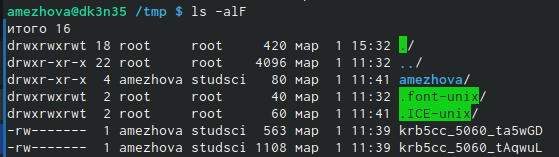 amezhova@dk3n35 /tmp $ ls -alF
итого 16
drwxrwxrwt 18 root     root      420 мар  1 15:32 ./
drwxr-xr-x 22 root     root     4096 мар  1 11:32 ../
drwxr-xr-x  4 amezhova studsci    80 мар  1 11:41 amezhova/
drwxrwxrwt  2 root     root       40 мар  1 11:32 .font-unix/
drwxrwxrwt  2 root     root       60 мар  1 11:41 .ICE-unix/
-rw-------  1 amezhova studsci   563 мар  1 11:39 krb5cc_5060_ta5wGD
-rw-------  1 amezhova studsci  1108 мар  1 11:39 krb5cc_5060_tAqwuL